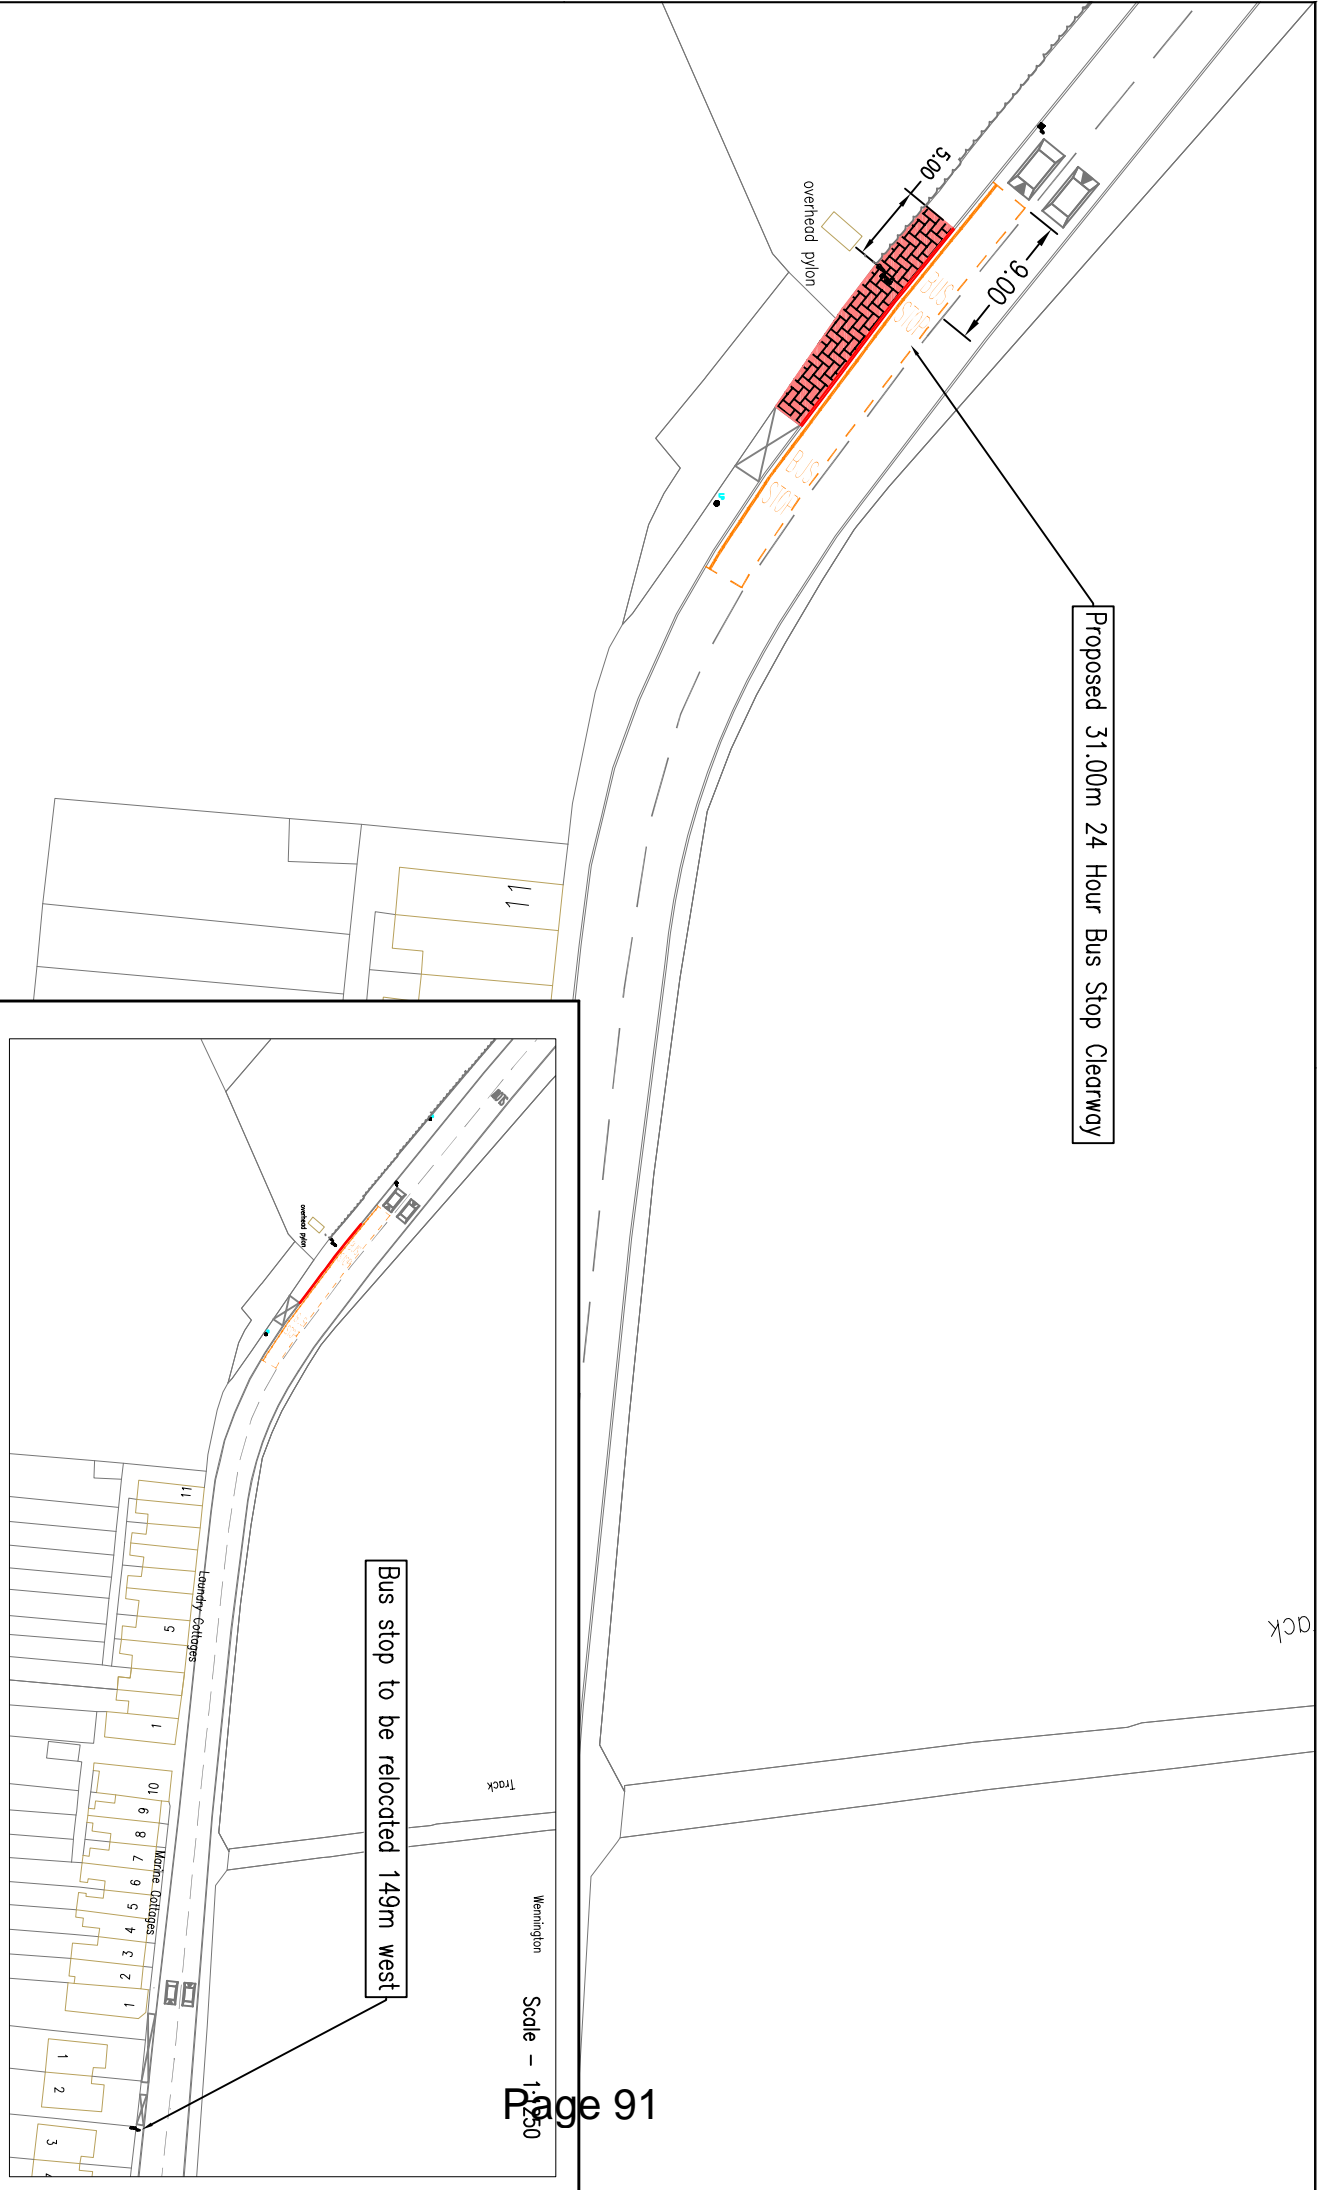 5.00
overhead pylon
9.00
BUS
STOP
BUS
STOP
Proposed 31.00m 24 Hour Bus Stop Clearway
11
ack
overhead pylon
11
Laundry Cottages
5
1
10
9
8
7
6
5
4
3
2
1
Marine Cottages
1
2
3
Bus stop to be relocated 149m west
Track
Wennington
Scale - 1:1250
Page 91